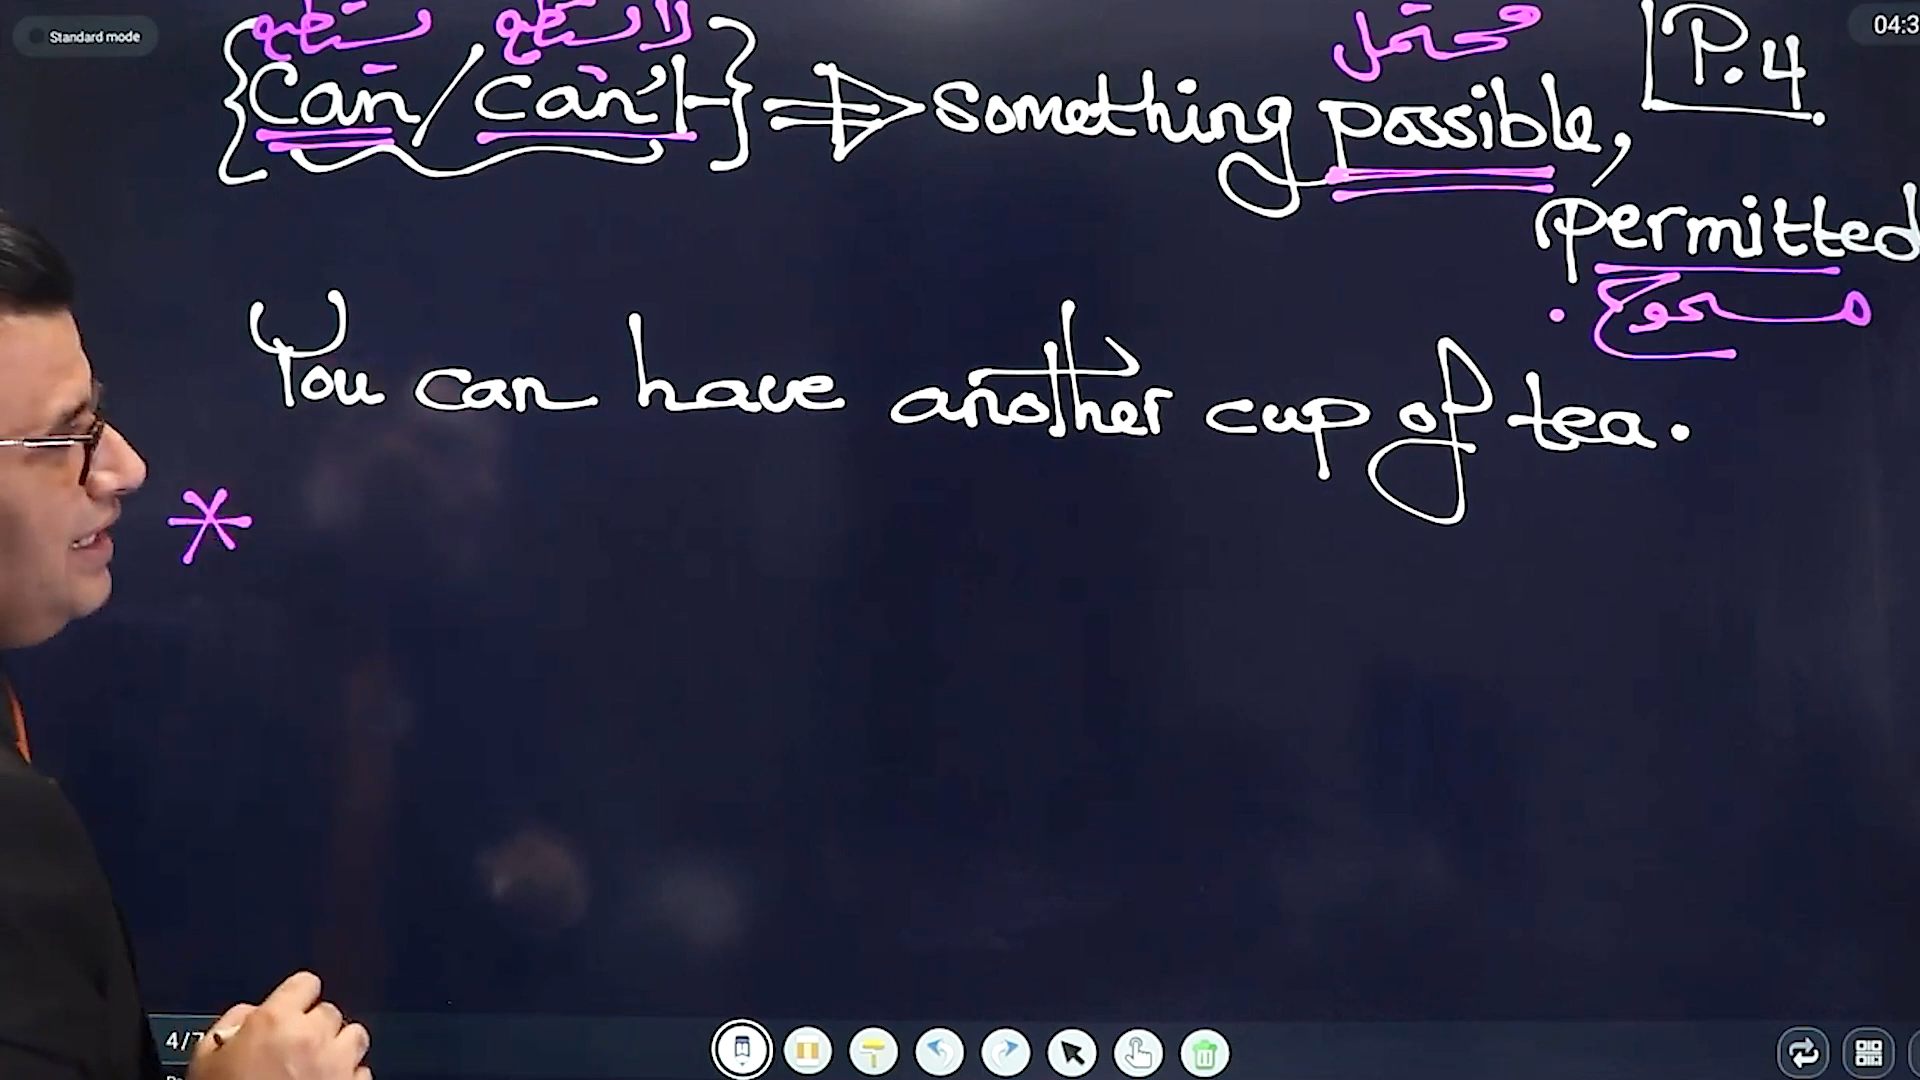 Standard mode
04:3
يستطيع لا يستطيع محتمل
{Can / can't} ⇒ Something possible, P.4
permitted
مسموح .
You can have another cup of tea.
*
4/7